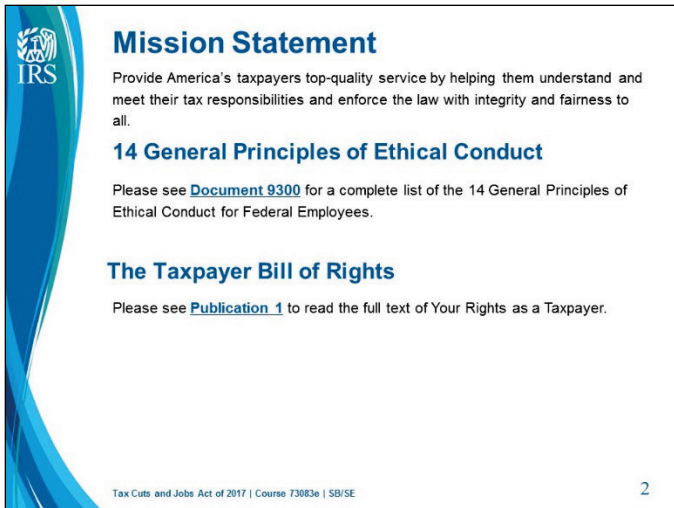 IRS
Mission Statement
Provide America's taxpayers top-quality service by helping them understand and
meet their tax responsibilities and enforce the law with integrity and fairness to
all.
14 General Principles of Ethical Conduct
Please see Document 9300 for a complete list of the 14 General Principles of
Ethical Conduct for Federal Employees.
The Taxpayer Bill of Rights
Please see Publication 1 to read the full text of Your Rights as a Taxpayer.
Tax Cuts and Jobs Act of 2017 | Course 73083e | SB/SE
2